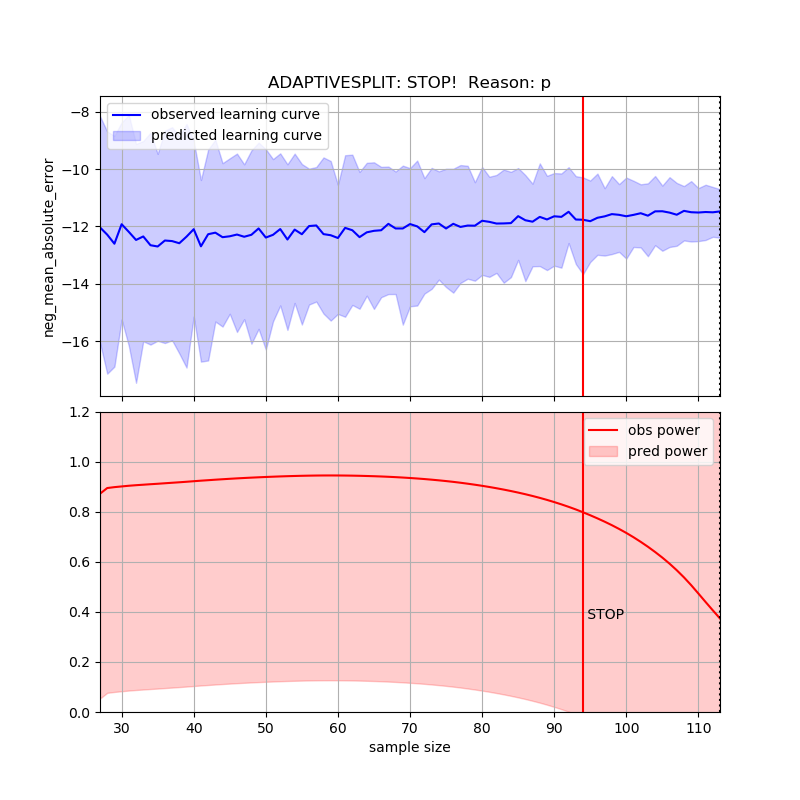 ADAPTIVESPLIT: STOP!  Reason: p
observed learning curve
predicted learning curve
neg_mean_absolute_error
−8
−10
−12
−14
−16
obs power
pred power
STOP
1.2
1.0
0.8
0.6
0.4
0.2
0.0
30 40 50 60 70 80 90 100 110
sample size